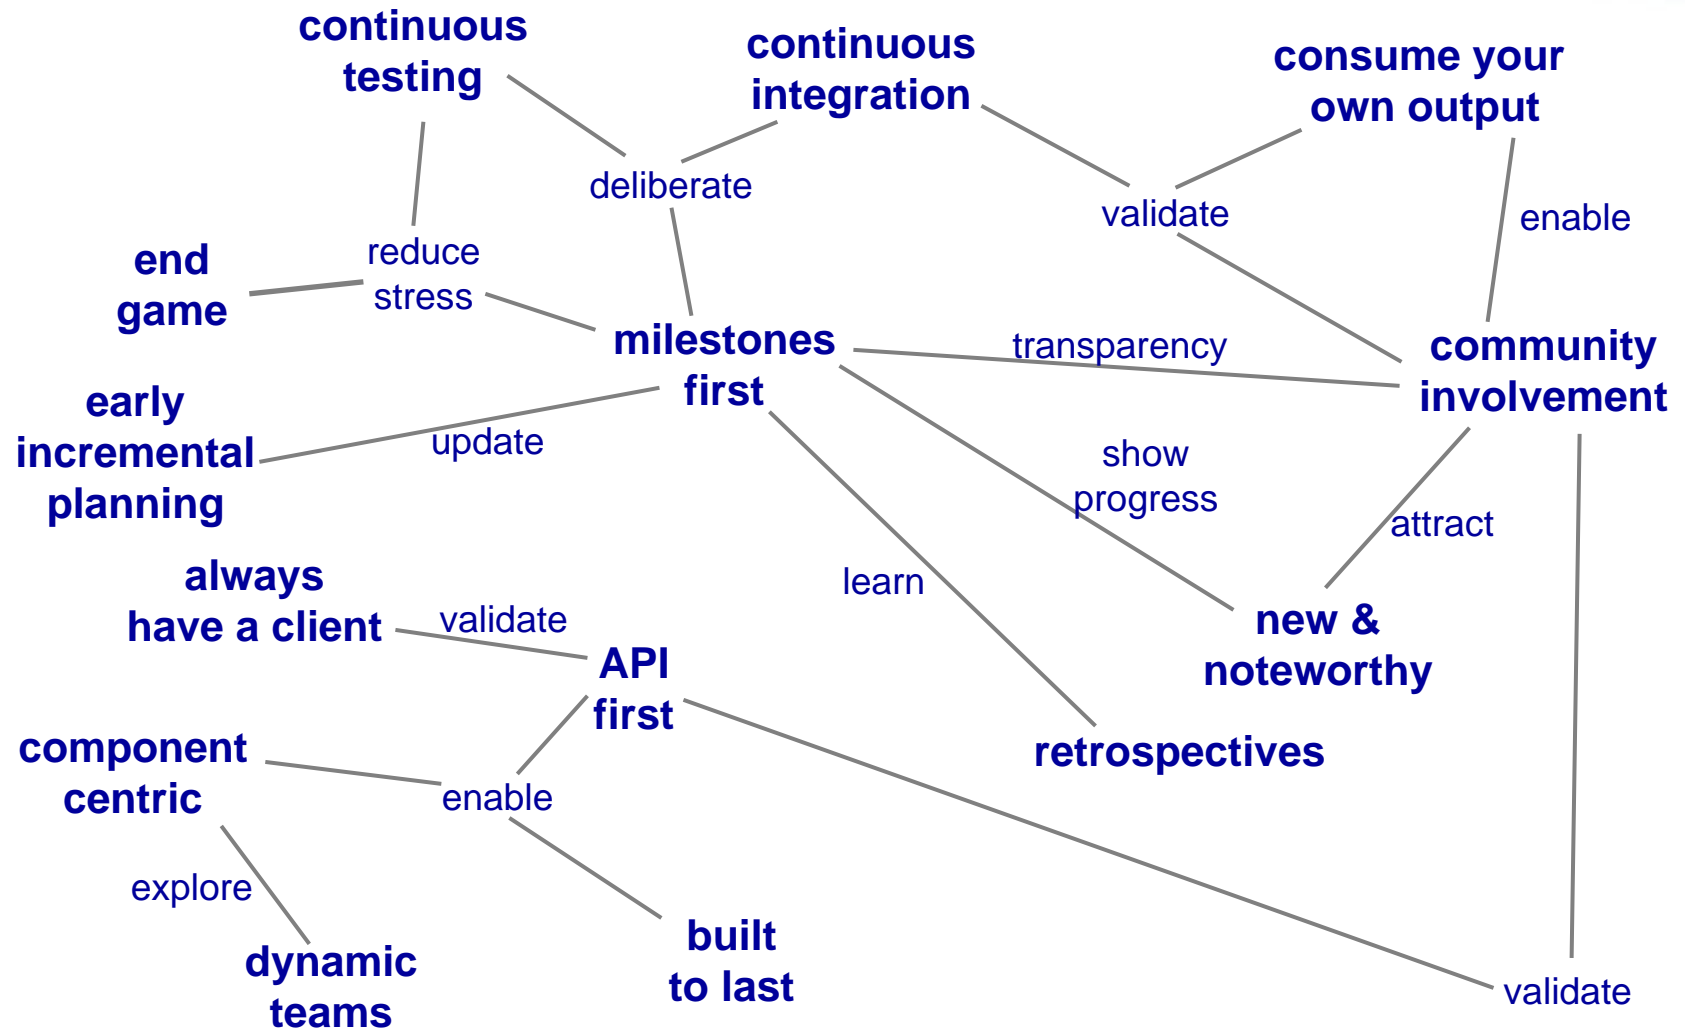 continuous
testing
continuous
integration
consume your
own output
deliberate
validate
enable
end
game
reduce
stress
milestones
first
transparency
community
involvement
early
incremental
planning
update
show
progress
attract
always
have a client
validate
learn
API
first
new &
noteworthy
component
centric
enable
retrospectives
explore
dynamic
teams
built
to last
validate